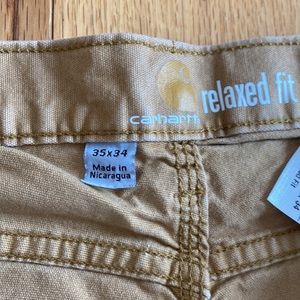 carhartt relaxed fit
35x34
Made in
Nicaragua